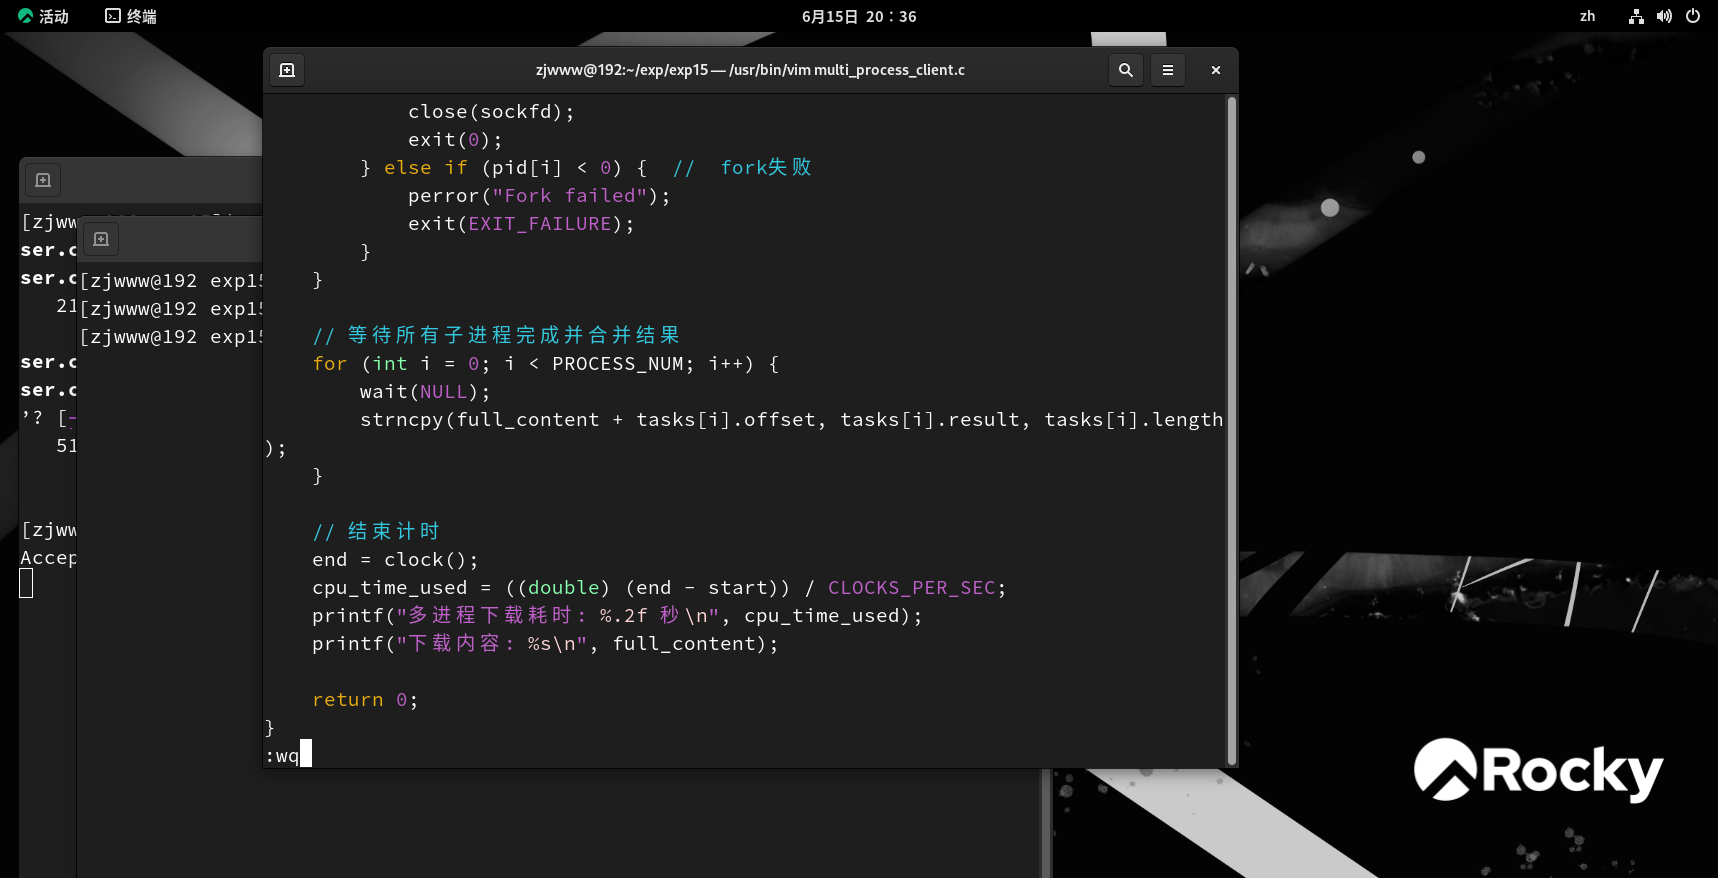 活动 终端 6月15日 20：36 zh
zjwww@192:~/exp/exp15 — /usr/bin/vim multi_process_client.c
close(sockfd);
exit(0);
} else if (pid[i] < 0) {  //  fork失败
perror("Fork failed");
exit(EXIT_FAILURE);
}
}
// 等待所有子进程完成并合并结果
for (int i = 0; i < PROCESS_NUM; i++) {
wait(NULL);
strncpy(full_content + tasks[i].offset, tasks[i].result, tasks[i].length
);
}
// 结束计时
end = clock();
cpu_time_used = ((double) (end - start)) / CLOCKS_PER_SEC;
printf("多进程下载耗时: %.2f 秒\n", cpu_time_used);
printf("下载内容: %s\n", full_content);
return 0;
}
:wq
[zjww
ser.c
ser.c
21
ser.c
ser.c
’? [-
51
[zjww
Accep
[zjwww@192 exp15
[zjwww@192 exp15
[zjwww@192 exp15
Rocky